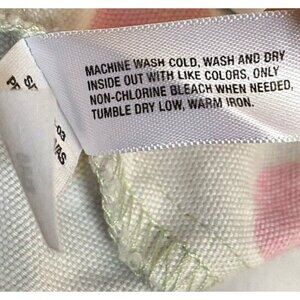 MACHINE WASH COLD, WASH AND DRY
INSIDE OUT WITH LIKE COLORS, ONLY
NON-CHLORINE BLEACH WHEN NEEDED,
TUMBLE DRY LOW, WARM IRON.